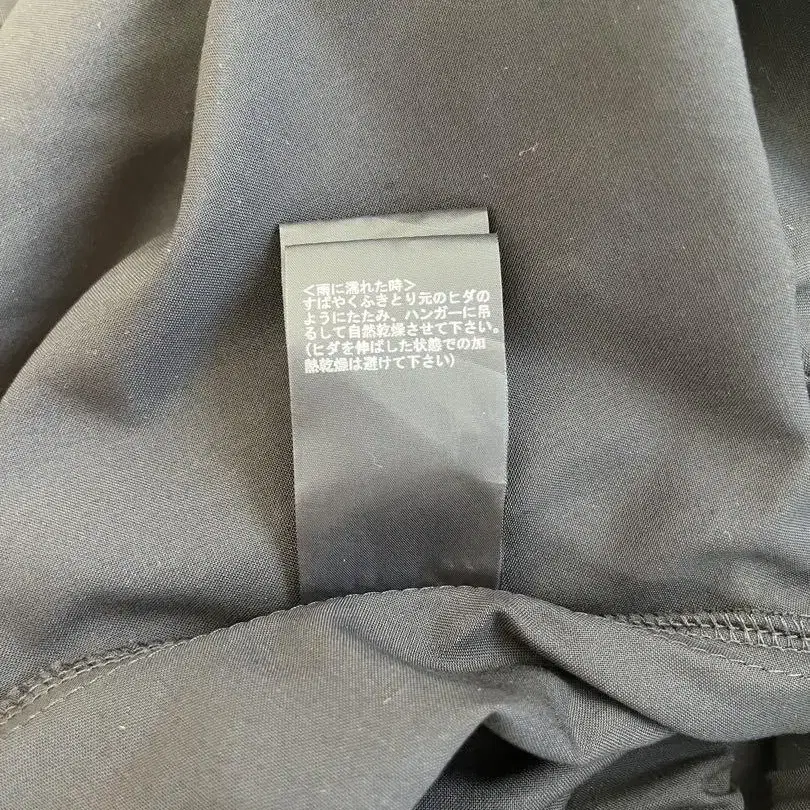 <雨に濡れた時>
すばやくふきとり元のヒダの
ようにたたみ、ハンガーに吊
るして自然乾燥させて下さい。
(ヒダを伸ばした状態での加
熱乾燥は避けて下さい)